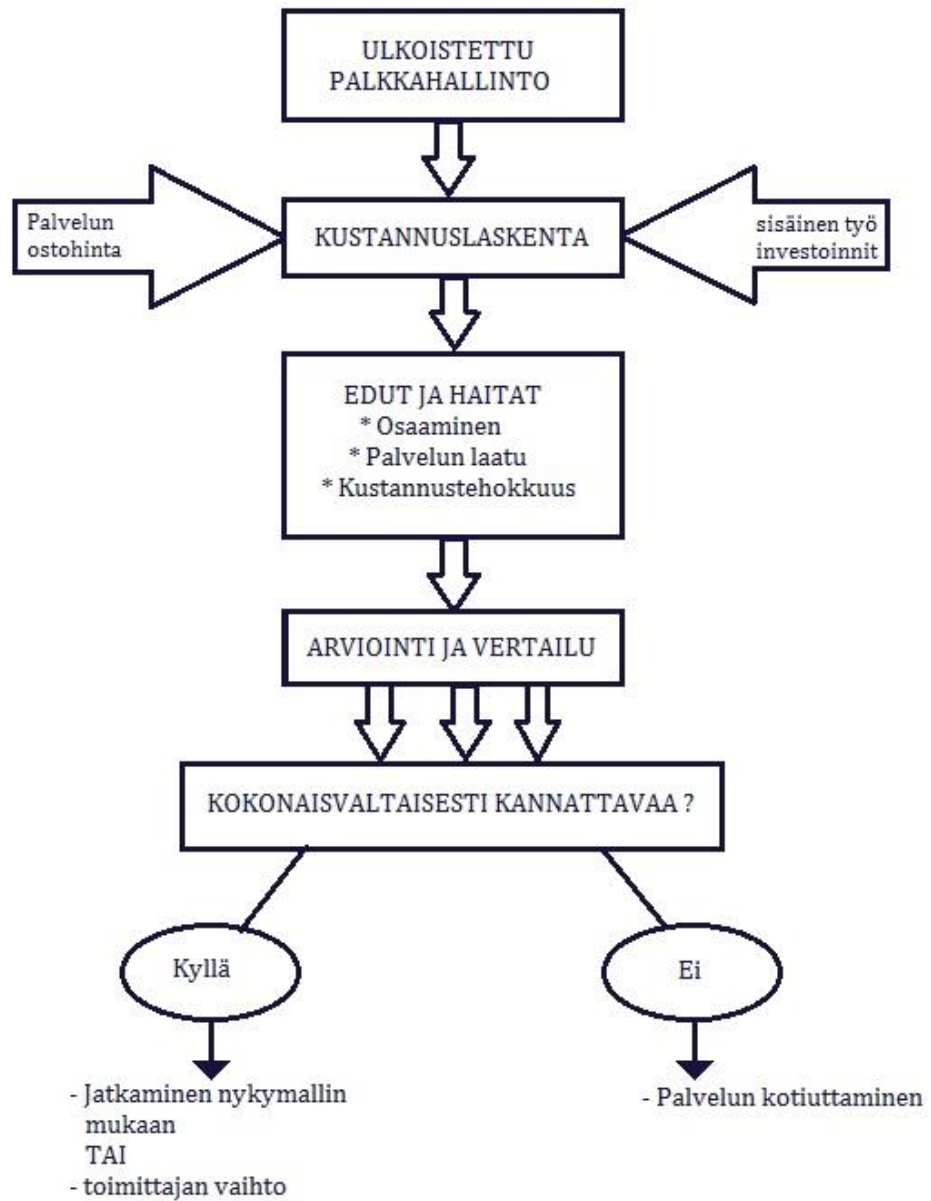 ULKOISTETTU
PALKKAHALLINTO
Palvelun
ostohinta
KUSTANNUSLASKENTA
sisäinen työ
investoinnit
EDUT JA HAITAT
* Osaaminen
* Palvelun laatu
* Kustannustehokkuus
ARVIOINTI JA VERTAILU
KOKONAISVALTAISESTI KANNATTAVAA ?
Kyllä
Ei
- Jatkaminen nykymallin
mukaan
TAI
- toimittajan vaihto
- Palvelun kotiuttaminen